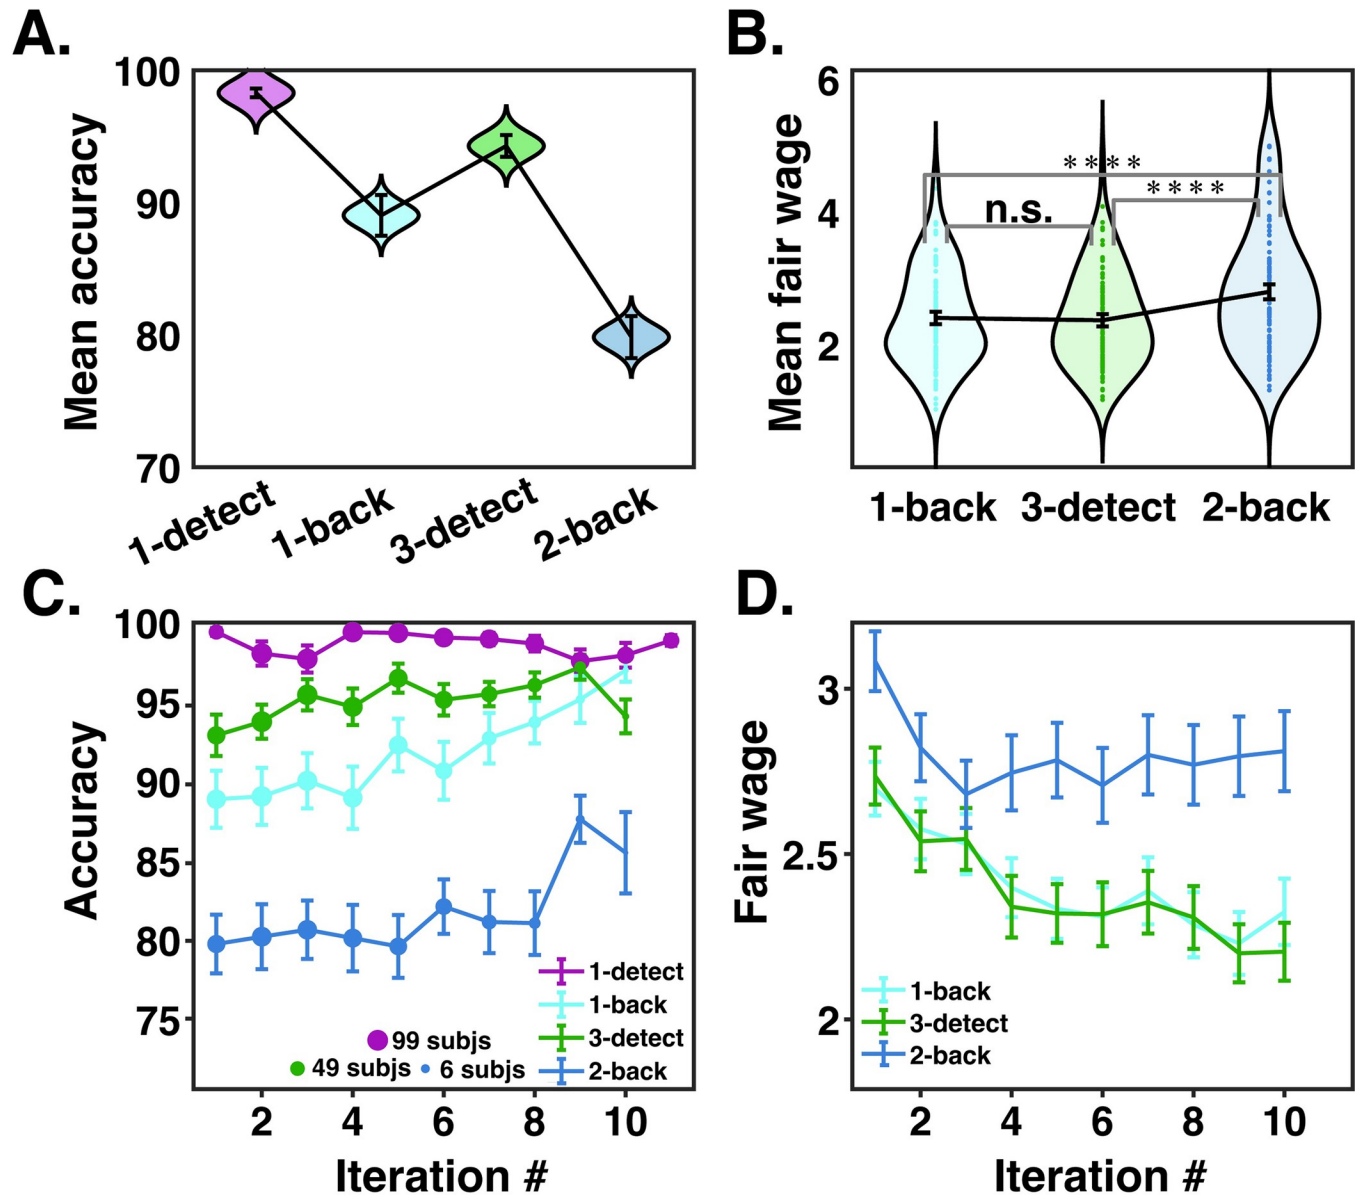 A.
100
90
80
70
Mean accuracy
1-detect
1-back
3-detect
2-back
B.
6
4
2
Mean fair wage
****
****
n.s.
1-back
3-detect
2-back
C.
100
95
90
85
80
75
Accuracy
1-detect
1-back
3-detect
2-back
99 subjs
49 subjs
6 subjs
2 4 6 8 10
Iteration #
D.
3
2.5
2
Fair wage
1-back
3-detect
2-back
2 4 6 8 10
Iteration #